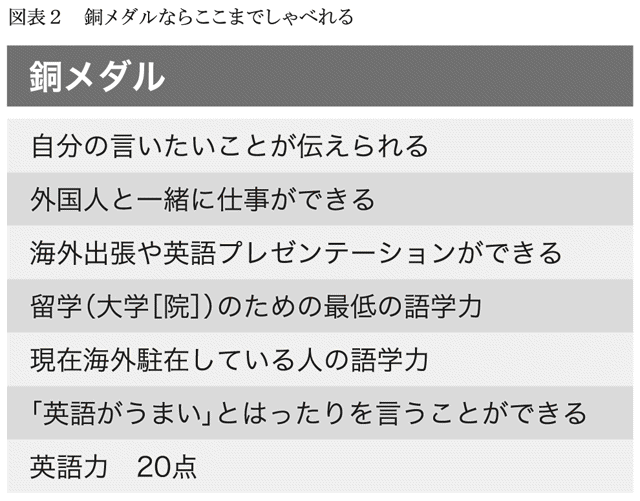 図表2　銅メダルならここまでしゃべれる
銅メダル
自分の言いたいことが伝えられる
外国人と一緒に仕事ができる
海外出張や英語プレゼンテーションができる
留学(大学[院])のための最低の語学力
現在海外駐在している人の語学力
「英語がうまい」とはったりを言うことができる
英語力　20点